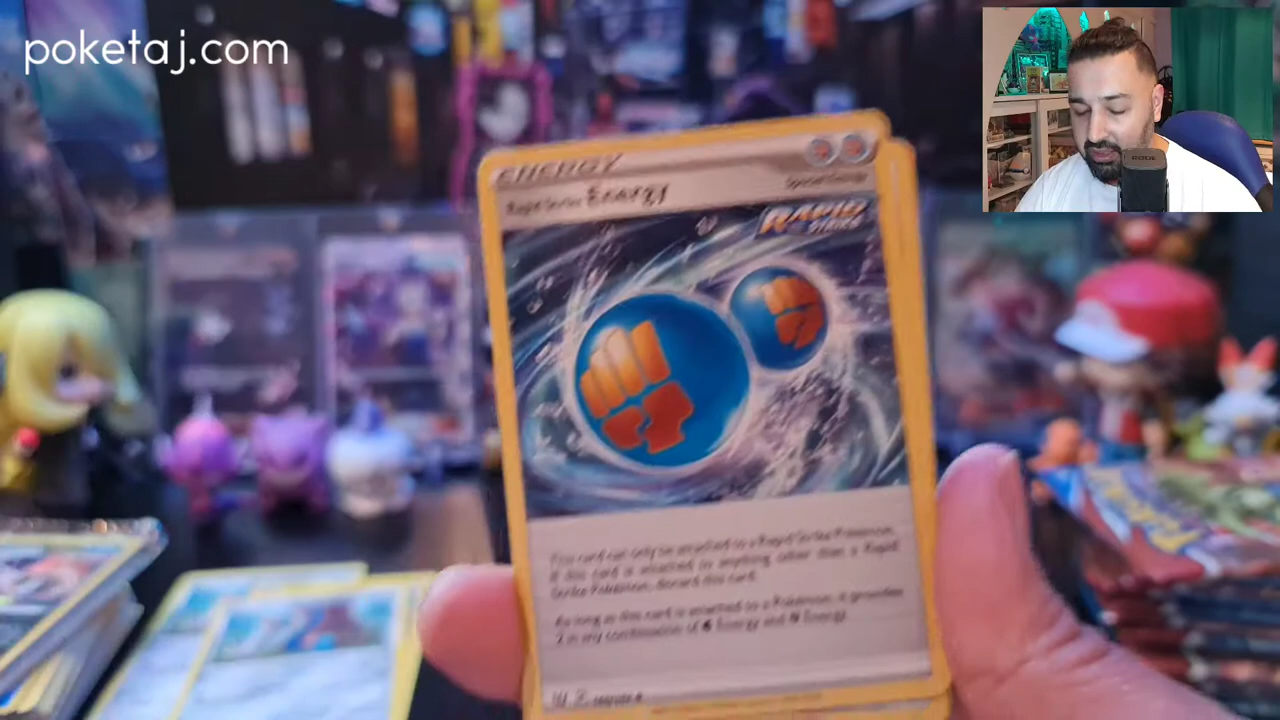 poketaj.com
RODE
ENERGY
Rapid Strike Energy
Special Energy
RAPID
STRIKE
This card can only be attached to a Rapid Strike Pokémon.
If this card is attached to anything other than a Rapid
Strike Pokémon, discard this card.
As long as this card is attached to a Pokémon, it provides
2 in any combination of Energy and Energy.